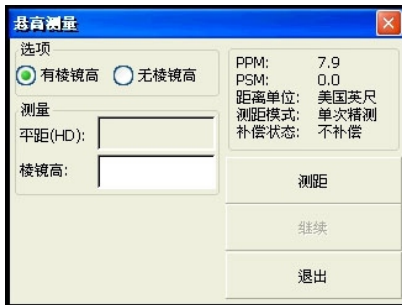 悬高测量
选项
有棱镜高 无棱镜高
测量
平距(HD):
棱镜高:
PPM: 7.9
PSM: 0.0
距离单位: 美国英尺
测距模式: 单次精测
补偿状态: 不补偿
测距
继续
退出